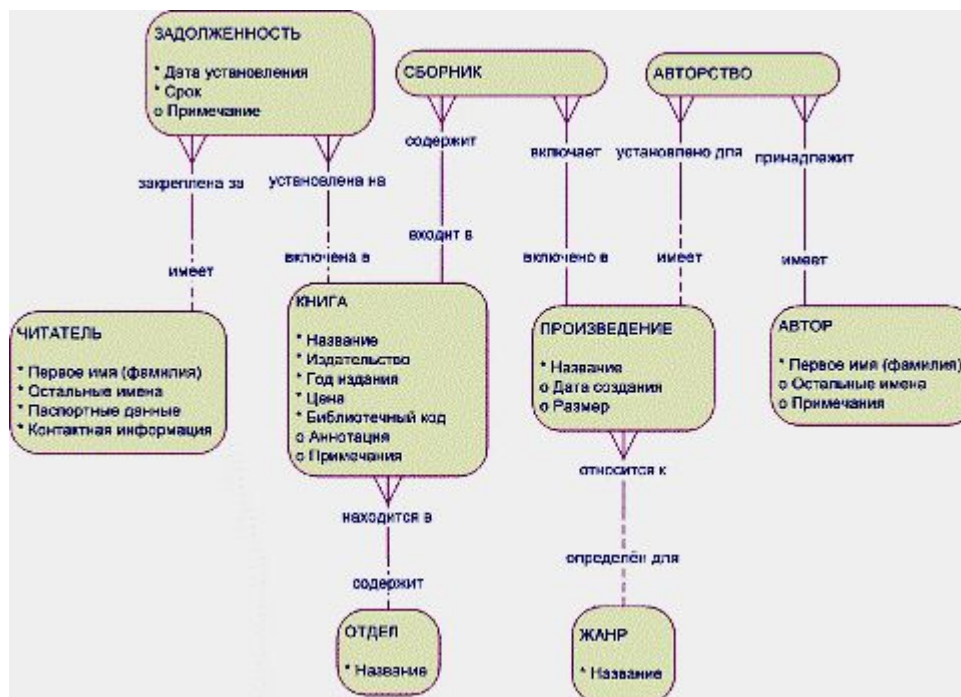 ЗАДОЛЖЕННОСТЬ
* Дата установления
* Срок
о Примечание
СБОРНИК
АВТОРСТВО
закреплена за
установлена на
содержит
включает
установлено для
принадлежит
имеет
включена в
входит в
включено в
имеет
имеет
ЧИТАТЕЛЬ
* Первое имя (фамилия)
* Остальные имена
* Паспортные данные
* Контактная информация
КНИГА
* Название
* Издательство
* Год издания
* Цена
* Библиотечный код
о Аннотация
о Примечания
ПРОИЗВЕДЕНИЕ
* Название
о Дата создания
о Размер
АВТОР
* Первое имя (фамилия)
о Остальные имена
о Примечания
находится в
относится к
содержит
определён для
ОТДЕЛ
* Название
ЖАНР
* Название